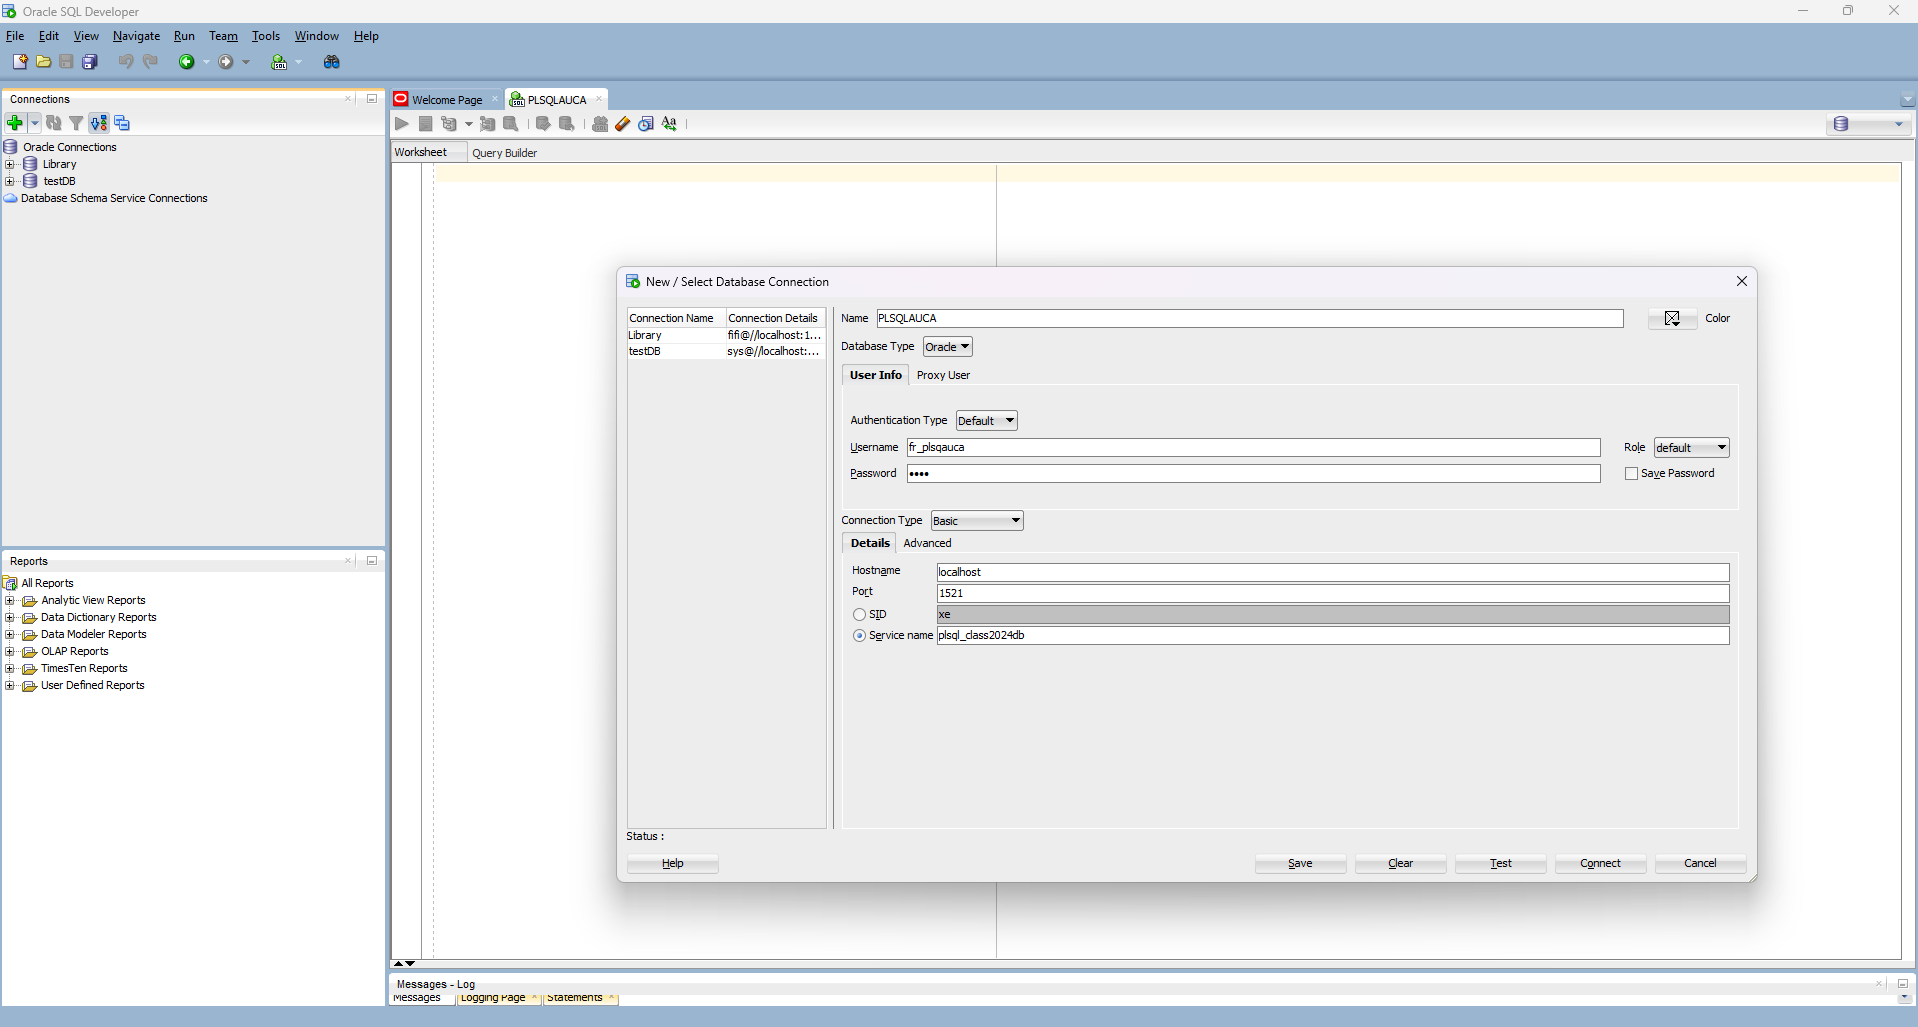 Oracle SQL Developer
File Edit View Navigate Run Team Tools Window Help
Connections
Oracle Connections
Library
testDB
Database Schema Service Connections
Reports
All Reports
Analytic View Reports
Data Dictionary Reports
Data Modeler Reports
OLAP Reports
TimesTen Reports
User Defined Reports
Welcome Page PLSQLAUCA
Worksheet Query Builder
New / Select Database Connection
Connection Name Connection Details
Library fifi@//localhost:1...
testDB sys@//localhost:...
Name PLSQLAUCA Color
Database Type Oracle
User Info Proxy User
Authentication Type Default
Username fr_plsqauca Role default
Password •••• Save Password
Connection Type Basic
Details Advanced
Hostname localhost
Port 1521
SID xe
Service name plsql_class2024db
Status :
Help Save Clear Test Connect Cancel
Messages - Log
Messages Logging Page Statements